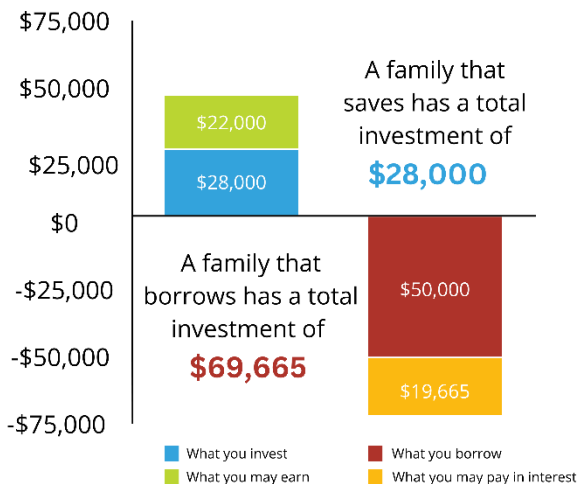 $75,000
$50,000
$25,000
$0
-$25,000
-$50,000
-$75,000
$22,000
$28,000
A family that
saves has a total
investment of
$28,000
A family that
borrows has a total
investment of
$69,665
$50,000
$19,665
What you invest
What you may earn
What you borrow
What you may pay in interest